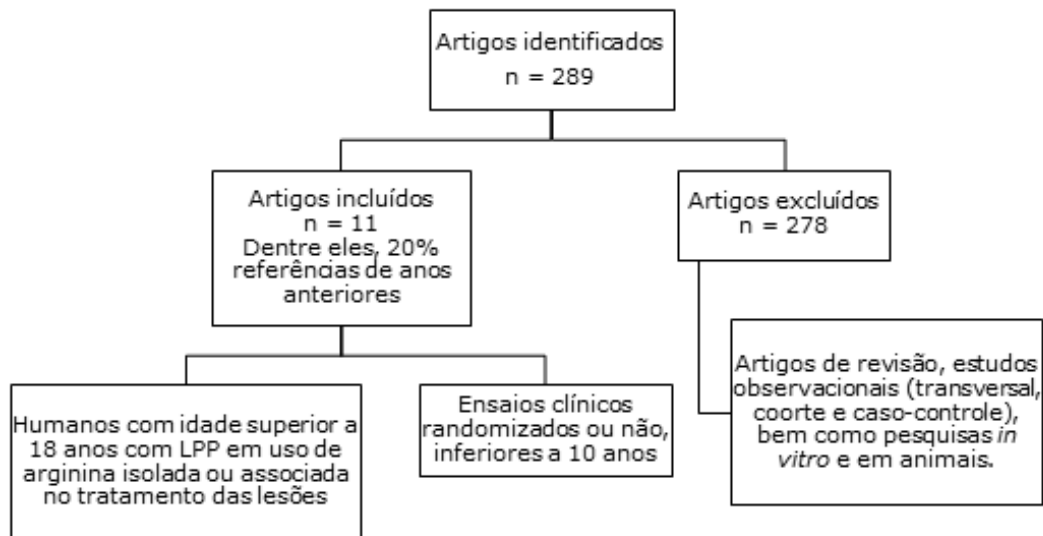 Artigos identificados
n = 289
Artigos incluídos
n = 11
Dentre eles, 20%
referências de anos
anteriores
Artigos excluídos
n = 278
Humanos com idade superior a
18 anos com LPP em uso de
arginina isolada ou associada
no tratamento das lesões
Ensaios clínicos
randomizados ou não,
inferiores a 10 anos
Artigos de revisão, estudos
observacionais (transversal,
coorte e caso-controle),
bem como pesquisas in
vitro e em animais.